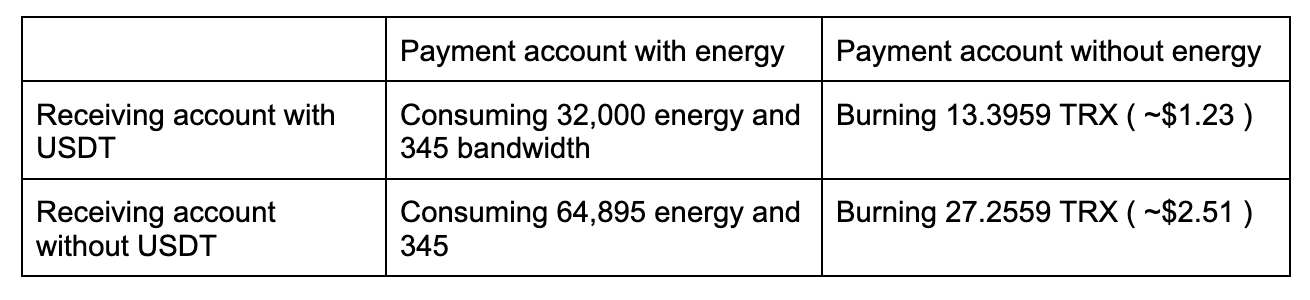 Payment account with energy
Payment account without energy
Receiving account with
USDT
Consuming 32,000 energy and
345 bandwidth
Burning 13.3959 TRX ( ~$1.23 )
Receiving account
without USDT
Consuming 64,895 energy and
345
Burning 27.2559 TRX ( ~$2.51 )